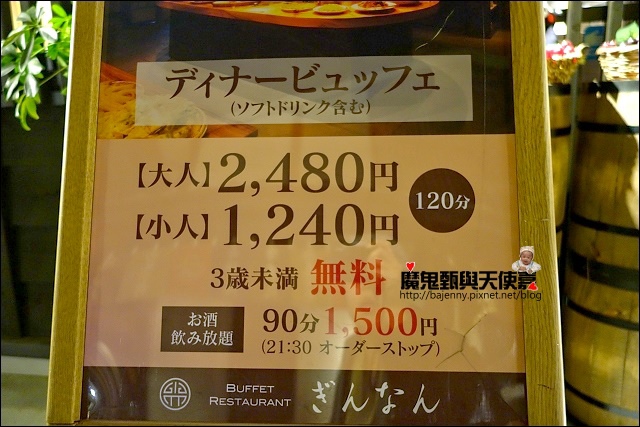 ディナービュッフェ
(ソフトドリンク含む)
【大人】2,480円
【小人】1,240円
120分
3歳未満 無料
魔鬼甄與天使嘉
http://bajenny.pixnet.net/blog
お酒
飲み放題
90分1,500円
(21:30 オーダーストップ)
BUFFET
RESTAURANT
ぎんなん